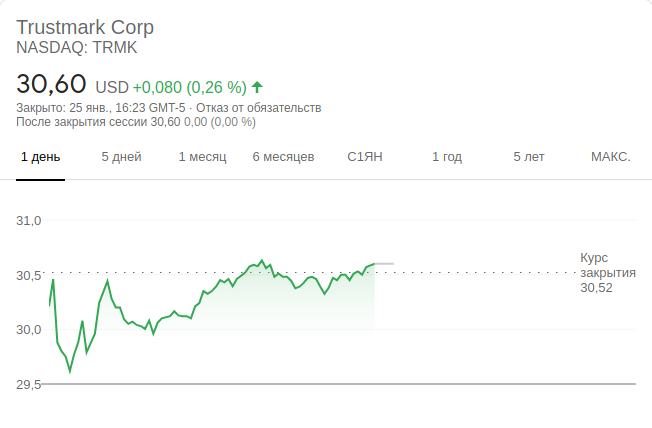 Trustmark Corp
NASDAQ: TRMK
30,60 USD +0,080 (0,26 %)
Закрыто: 25 янв., 16:23 GMT-5 · Отказ от обязательств
После закрытия сессии 30,60 0,00 (0,00 %)
1 день 5 дней 1 месяц 6 месяцев С1ЯН 1 год 5 лет МАКС.
31,0
30,5
30,0
29,5
Курс
закрытия
30,52